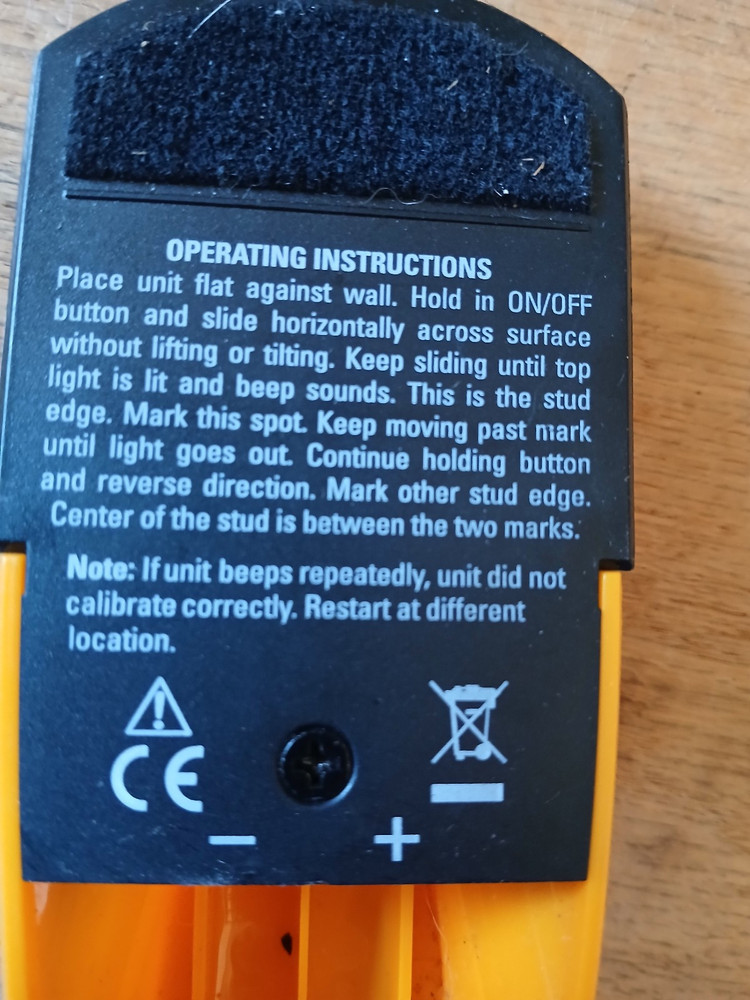 OPERATING INSTRUCTIONS
Place unit flat against wall. Hold in ON/OFF
button and slide horizontally across surface
without lifting or tilting. Keep sliding until top
light is lit and beep sounds. This is the stud
edge. Mark this spot. Keep moving past mark
until light goes out. Continue holding button
and reverse direction. Mark other stud edge.
Center of the stud is between the two marks.
Note: If unit beeps repeatedly, unit did not
calibrate correctly. Restart at different
location.
CE
− +